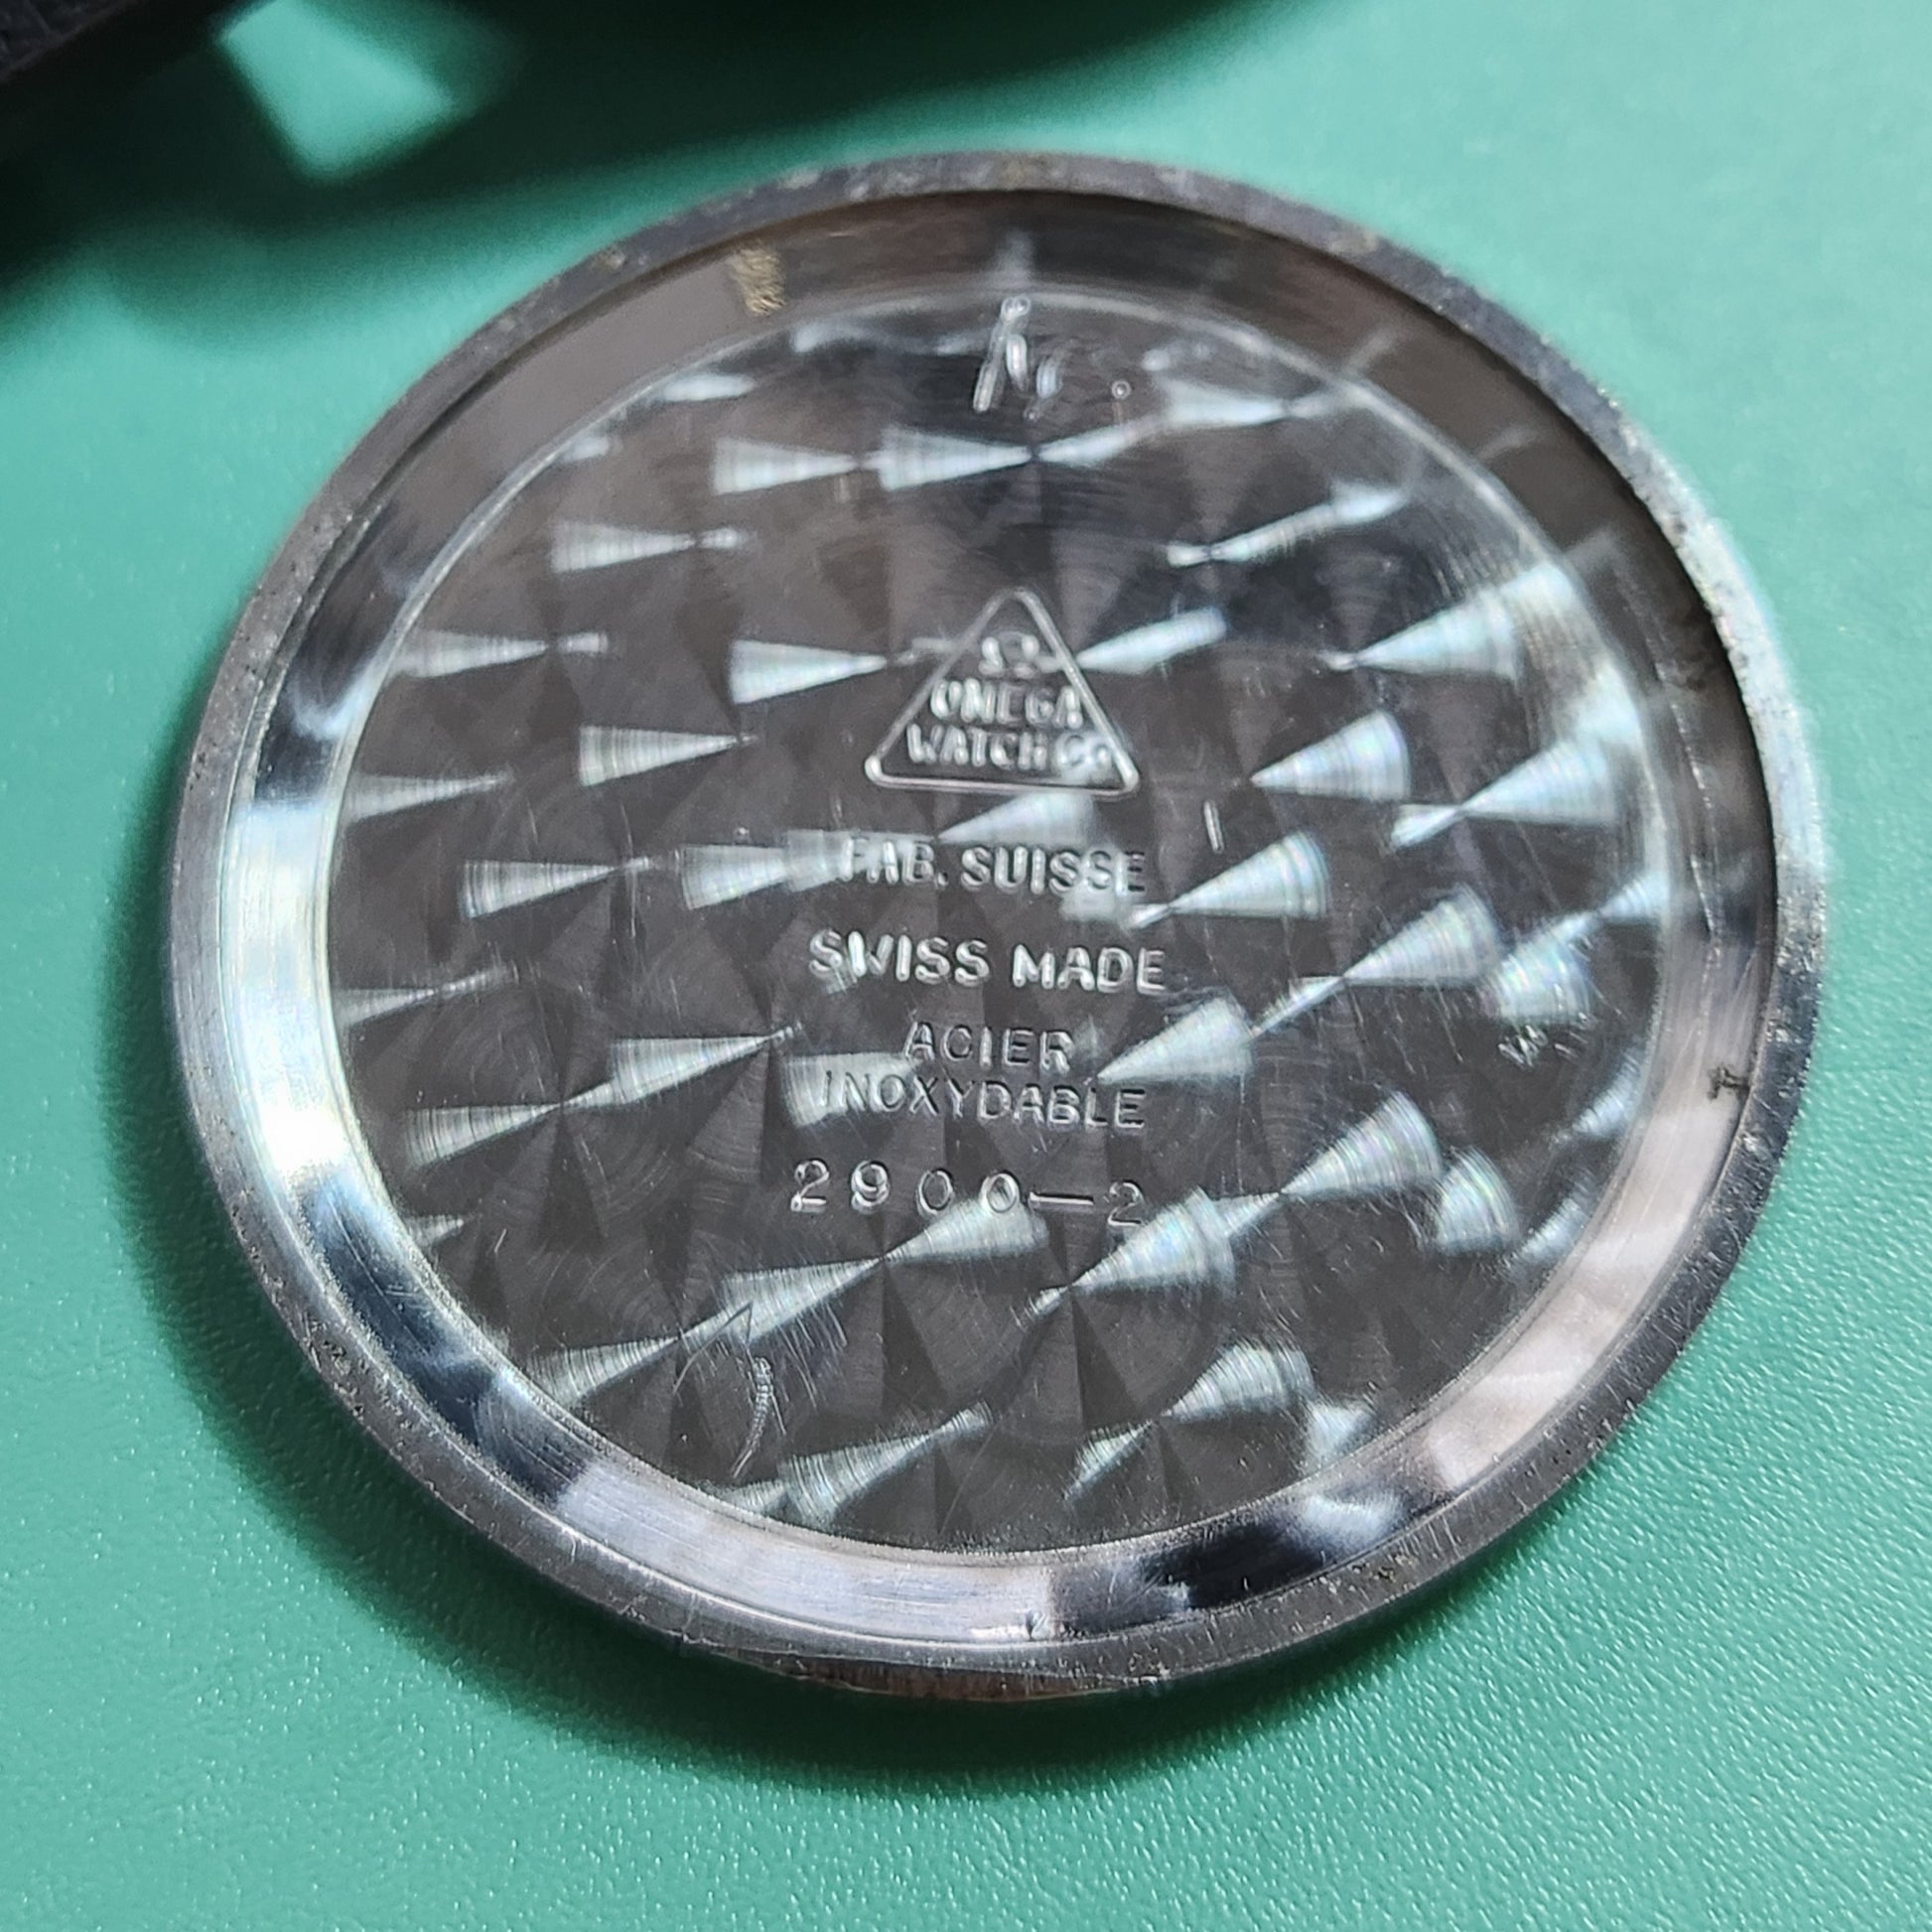 Ω
OMEGA
WATCH Co
FAB. SUISSE
SWISS MADE
ACIER
INOXYDABLE
2900-2